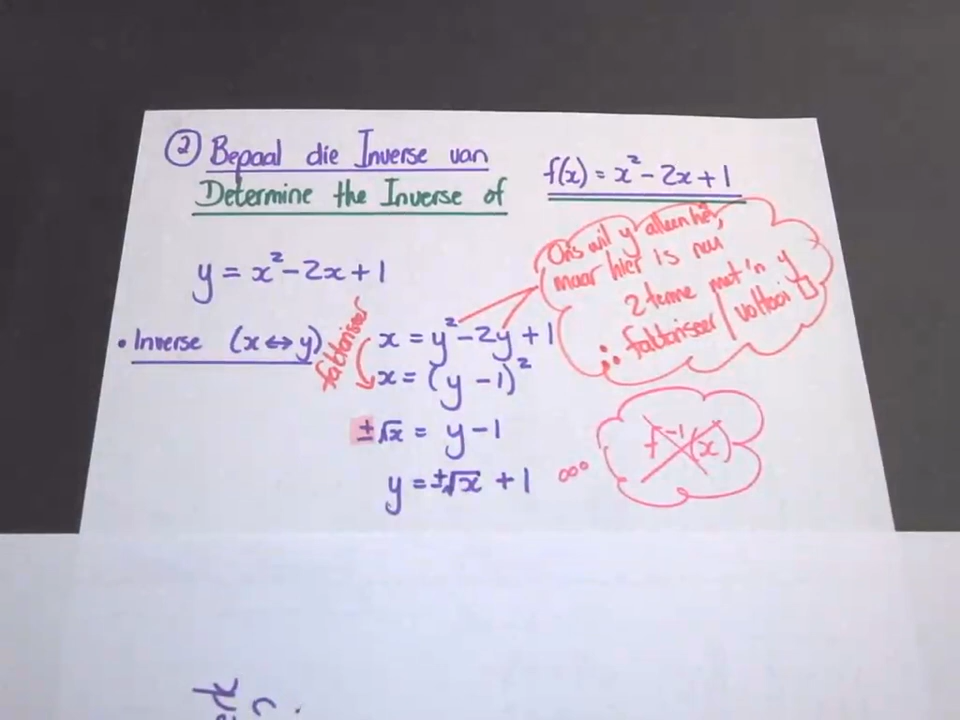 ② Bepaal die Inverse van
Determine the Inverse of
f(x) = x² - 2x + 1
y = x² - 2x + 1
Ons wil y alleen hê,
maar hier is nou
2 terme met 'n y
∴ faktoriseer / voltooi □
• Inverse (x ↔ y)
x = y² - 2y + 1
faktoriseer
x = (y - 1)²
±√x = y - 1
y = ±√x + 1
f⁻¹(x)